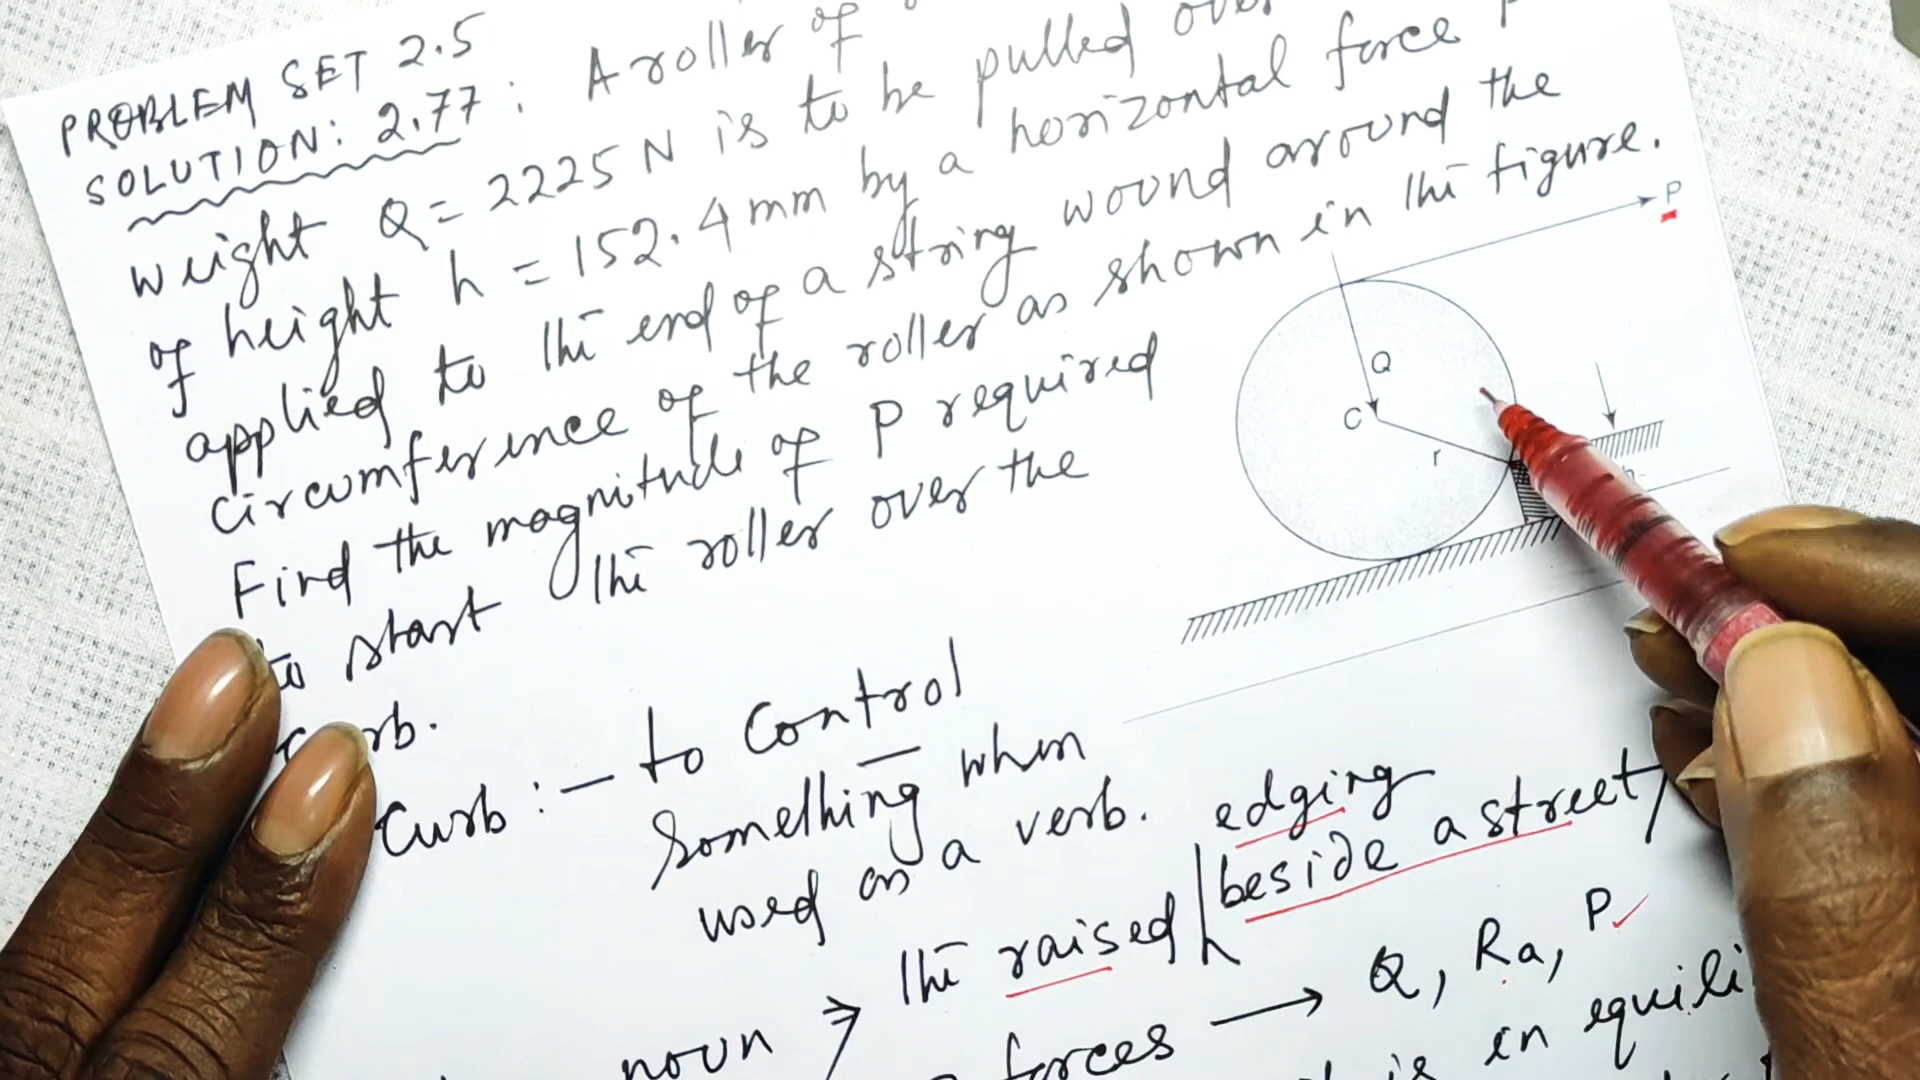 PROBLEM SET 2.5
SOLUTION: 2.77 : A roller of
weight Q = 2225 N is to be pulled over
of height h = 152.4 mm by a horizontal force P
applied to the end of a string wound around the
circumference of the roller as shown in the figure.
Find the magnitude of P required
to start the roller over the
curb.
P
Q
C
r
h
Curb :- to control
something when
used as a verb.
noun → the raised edging
beside a street
forces → Q, Ra, P ✓
is in equili